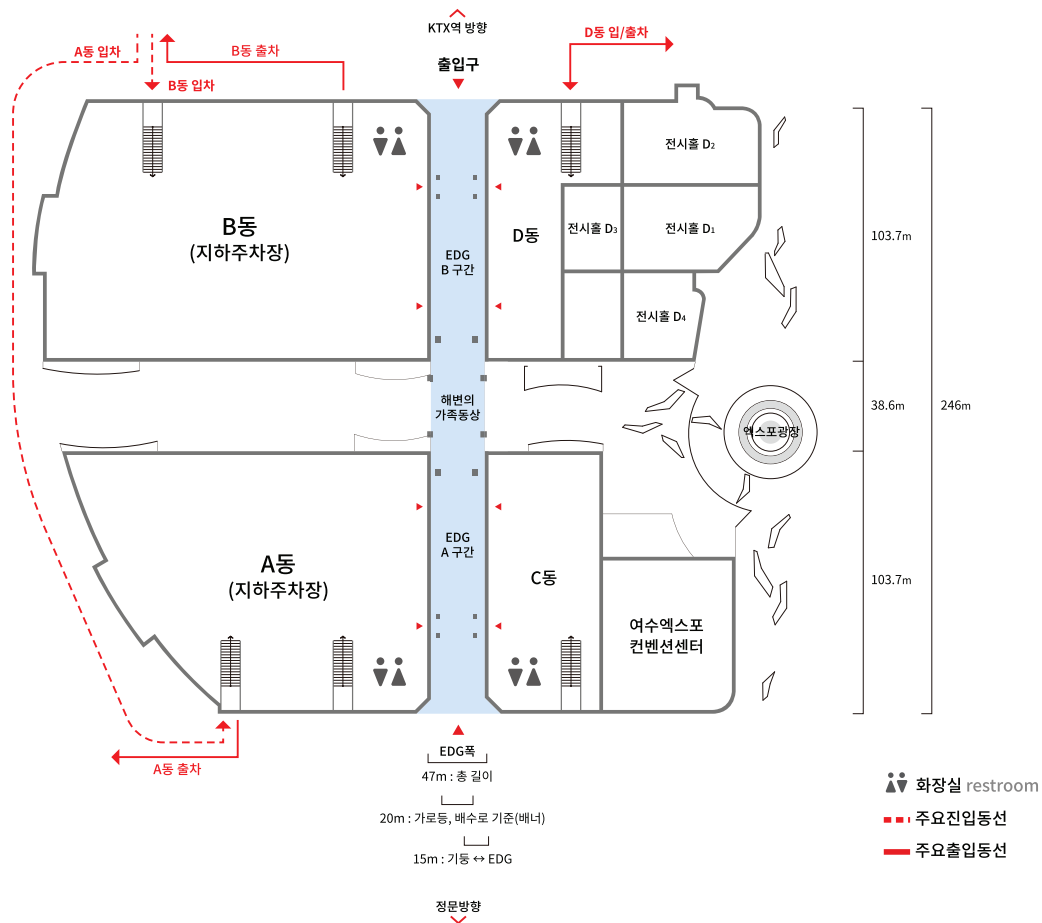 KTX역 방향
출입구
A동 입차
B동 출차
B동 입차
D동 입/출차
전시홀 D2
B동
(지하주차장)
EDG
B 구간
D동
전시홀 D3
전시홀 D1
전시홀 D4
103.7m
해변의
가족동상
엑스포광장
38.6m
246m
A동
(지하주차장)
EDG
A 구간
C동
여수엑스포
컨벤션센터
103.7m
A동 출차
EDG폭
47m : 총 길이
20m : 가로등, 배수로 기준(배너)
15m : 기둥 ↔ EDG
정문방향
화장실 restroom
주요진입동선
주요출입동선